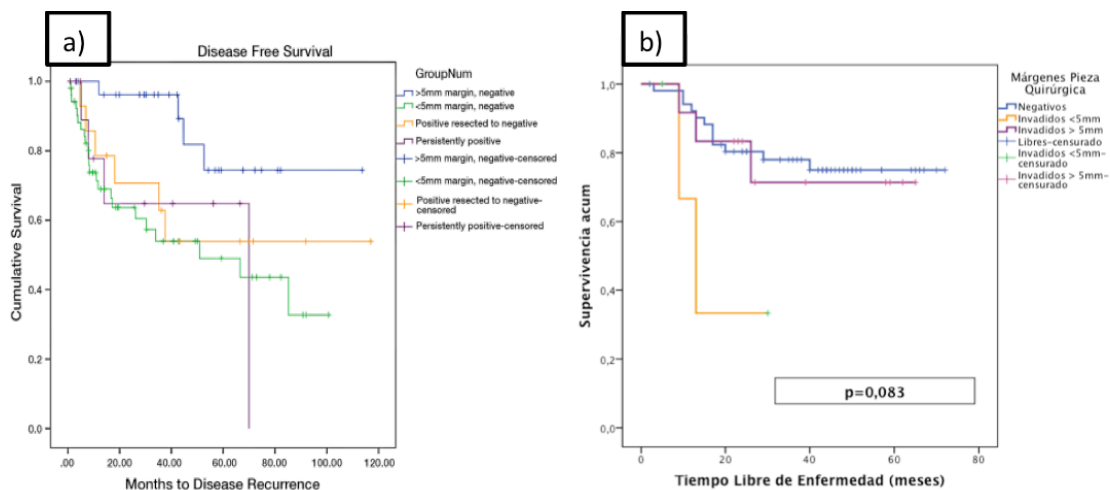 a)
Disease Free Survival
Cumulative Survival
1.0
0.8
0.6
0.4
0.2
0.0
.00 20.00 40.00 60.00 80.00 100.00 120.00
Months to Disease Recurrence
GroupNum
>5mm margin, negative
<5mm margin, negative
Positive resected to negative
Persistently positive
>5mm margin, negative-censored
<5mm margin, negative-censored
Positive resected to negative-
censored
Persistently positive-censored
b)
Supervivencia acum
1,0
0,8
0,6
0,4
0,2
0,0
0 20 40 60 80
Tiempo Libre de Enfermedad (meses)
p=0,083
Márgenes Pieza
Quirúrgica
Negativos
Invadidos <5mm
Invadidos > 5mm
Libres-censurado
Invadidos <5mm-
censurado
Invadidos > 5mm-
censurado